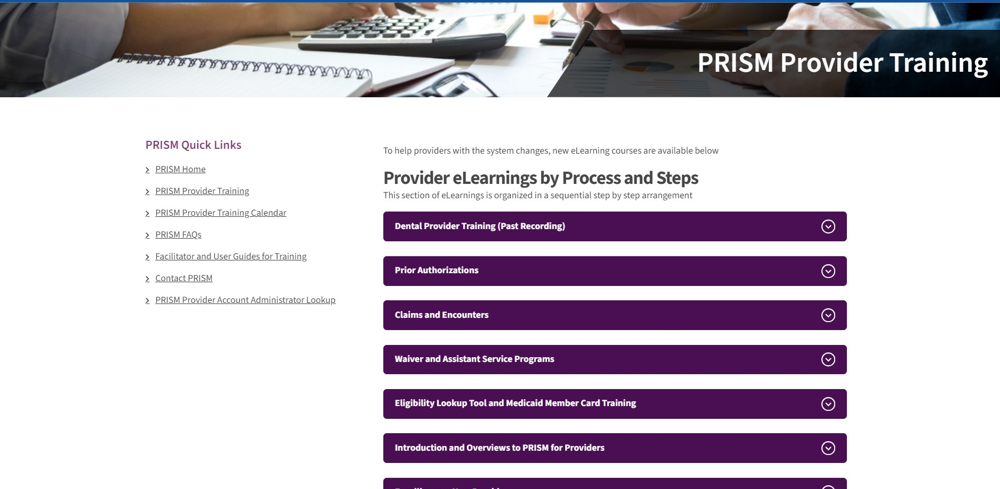 PRISM Provider Training
PRISM Quick Links
PRISM Home
PRISM Provider Training
PRISM Provider Training Calendar
PRISM FAQs
Facilitator and User Guides for Training
Contact PRISM
PRISM Provider Account Administrator Lookup
To help providers with the system changes, new eLearning courses are available below
Provider eLearnings by Process and Steps
This section of eLearnings is organized in a sequential step by step arrangement
Dental Provider Training (Past Recording)
Prior Authorizations
Claims and Encounters
Waiver and Assistant Service Programs
Eligibility Lookup Tool and Medicaid Member Card Training
Introduction and Overviews to PRISM for Providers